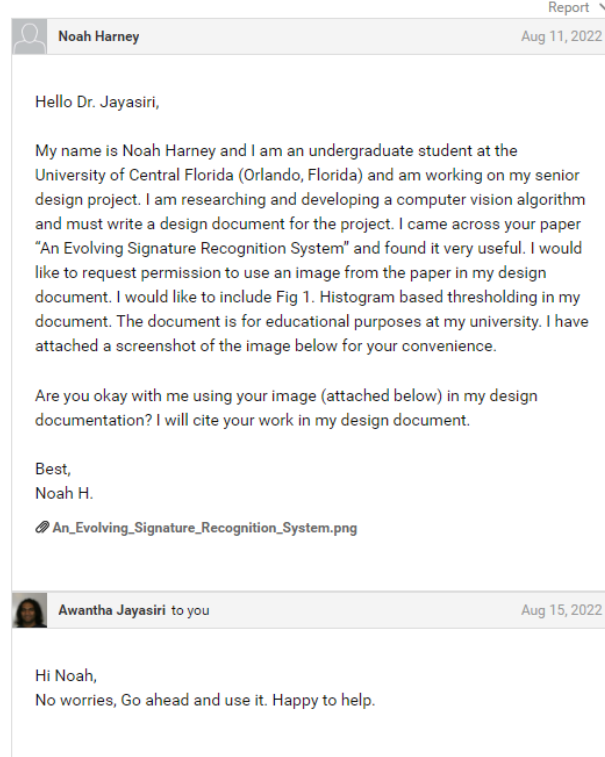 Report
Noah Harney
Aug 11, 2022
Hello Dr. Jayasiri,
My name is Noah Harney and I am an undergraduate student at the
University of Central Florida (Orlando, Florida) and am working on my senior
design project. I am researching and developing a computer vision algorithm
and must write a design document for the project. I came across your paper
“An Evolving Signature Recognition System” and found it very useful. I would
like to request permission to use an image from the paper in my design
document. I would like to include Fig 1. Histogram based thresholding in my
document. The document is for educational purposes at my university. I have
attached a screenshot of the image below for your convenience.
Are you okay with me using your image (attached below) in my design
documentation? I will cite your work in my design document.
Best,
Noah H.
An_Evolving_Signature_Recognition_System.png
Awantha Jayasiri to you
Aug 15, 2022
Hi Noah,
No worries, Go ahead and use it. Happy to help.